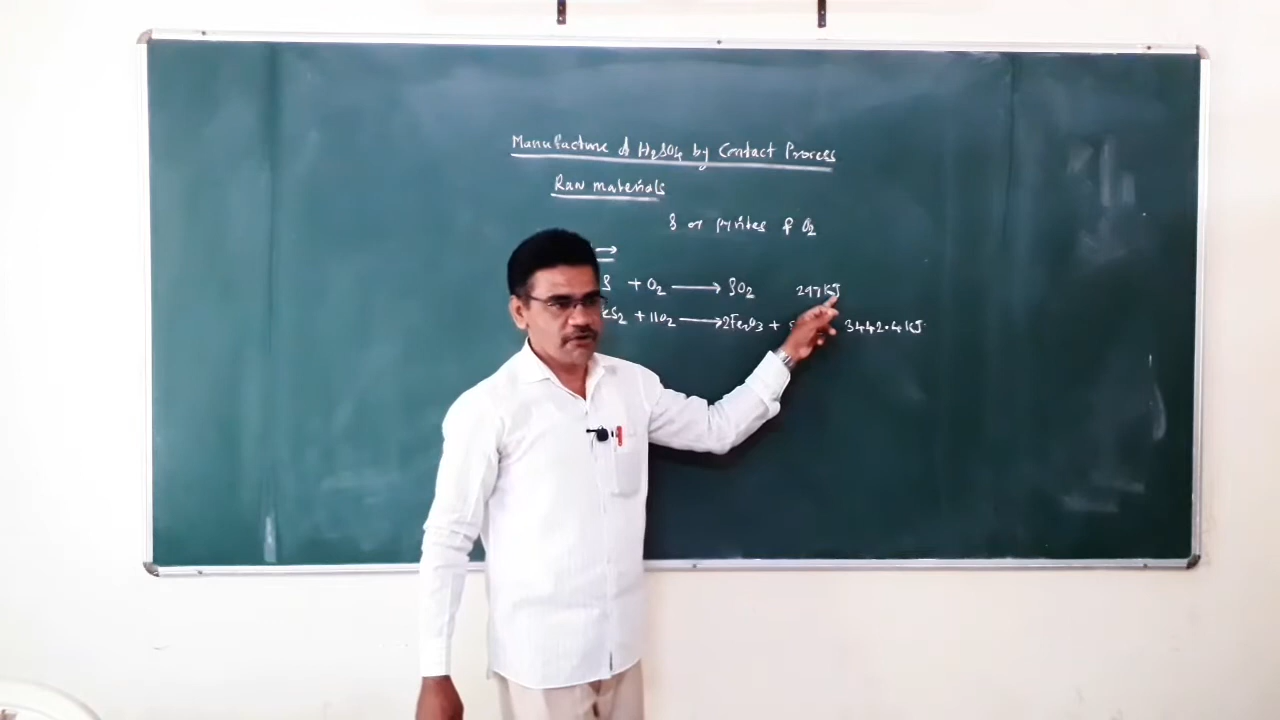 Manufacture of H₂SO₄ by Contact Process
Raw materials
S or pyrites & O₂
→
S + O₂ → SO₂ 297 KJ
S₂ + 11O₂ → 2Fe₂O₃ + 3442.4 KJ